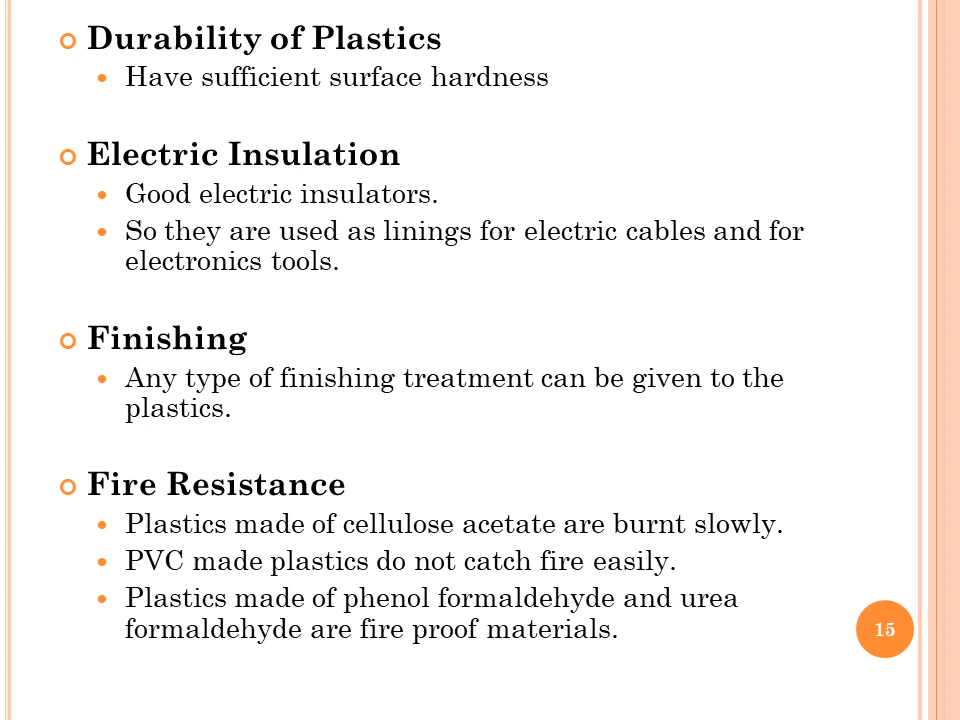 Durability of Plastics
Have sufficient surface hardness
Electric Insulation
Good electric insulators.
So they are used as linings for electric cables and for
electronics tools.
Finishing
Any type of finishing treatment can be given to the
plastics.
Fire Resistance
Plastics made of cellulose acetate are burnt slowly.
PVC made plastics do not catch fire easily.
Plastics made of phenol formaldehyde and urea
formaldehyde are fire proof materials.
15